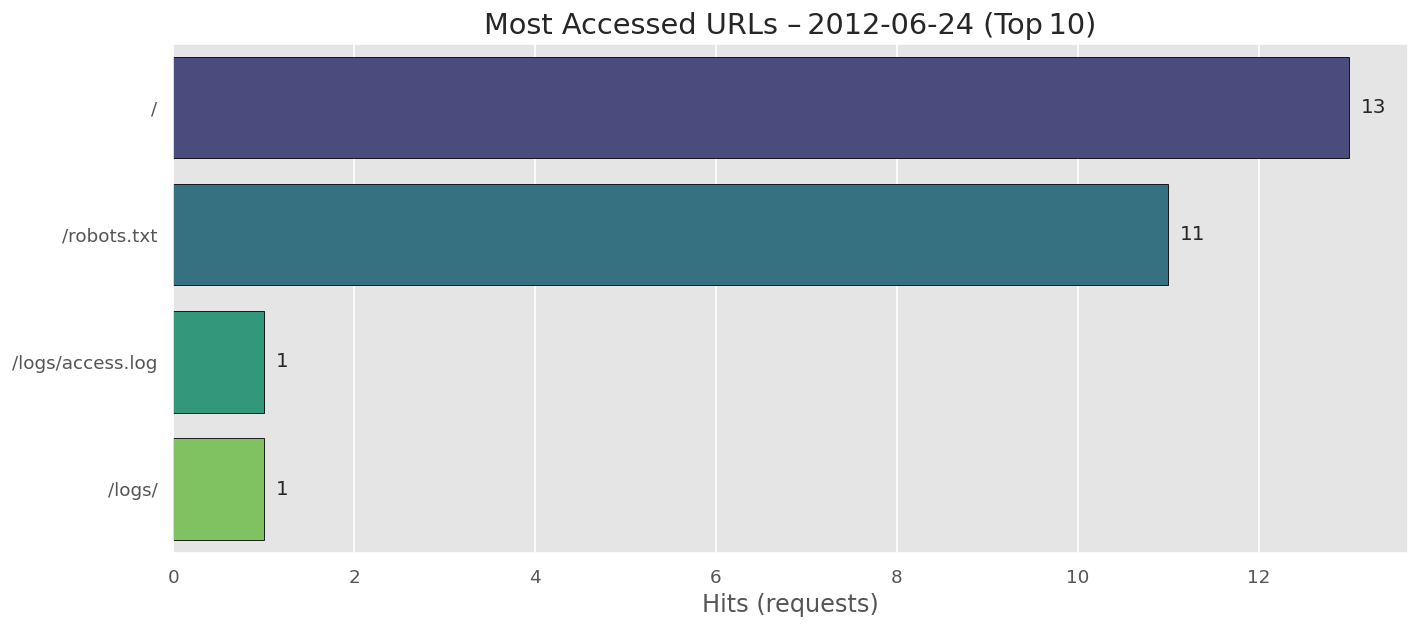 Most Accessed URLs – 2012-06-24 (Top 10)
/
13
/robots.txt
11
/logs/access.log
1
/logs/
1
0 2 4 6 8 10 12
Hits (requests)